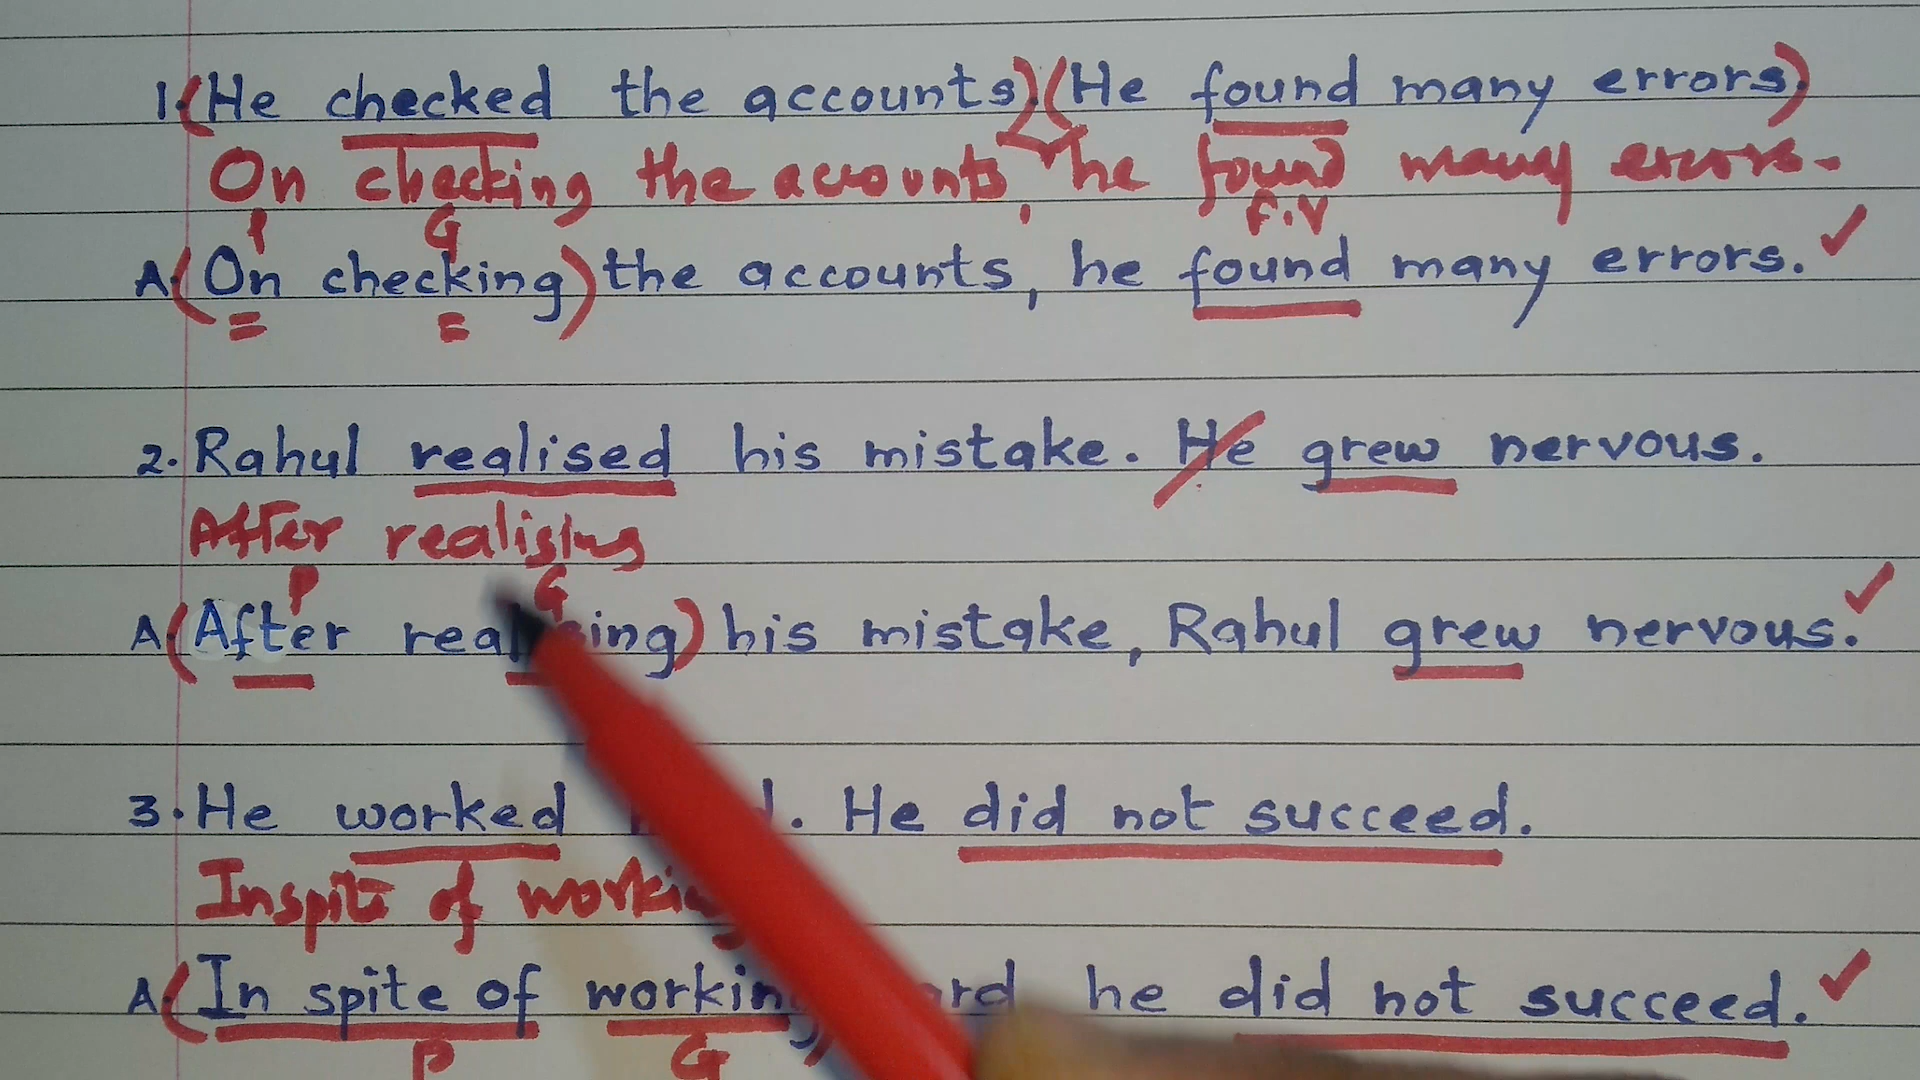 1. (He checked the accounts). (He found many errors).
On checking the accounts, he found many errors.
P G F.V
A. (On checking) the accounts, he found many errors. ✓
2. Rahul realised his mistake. He grew nervous.
After realising
P G
A. (After his mistake, Rahul grew nervous. ✓
3. He worked . He did not succeed.
Inspite of
A. (In spite of working he did not succeed. ✓
P G